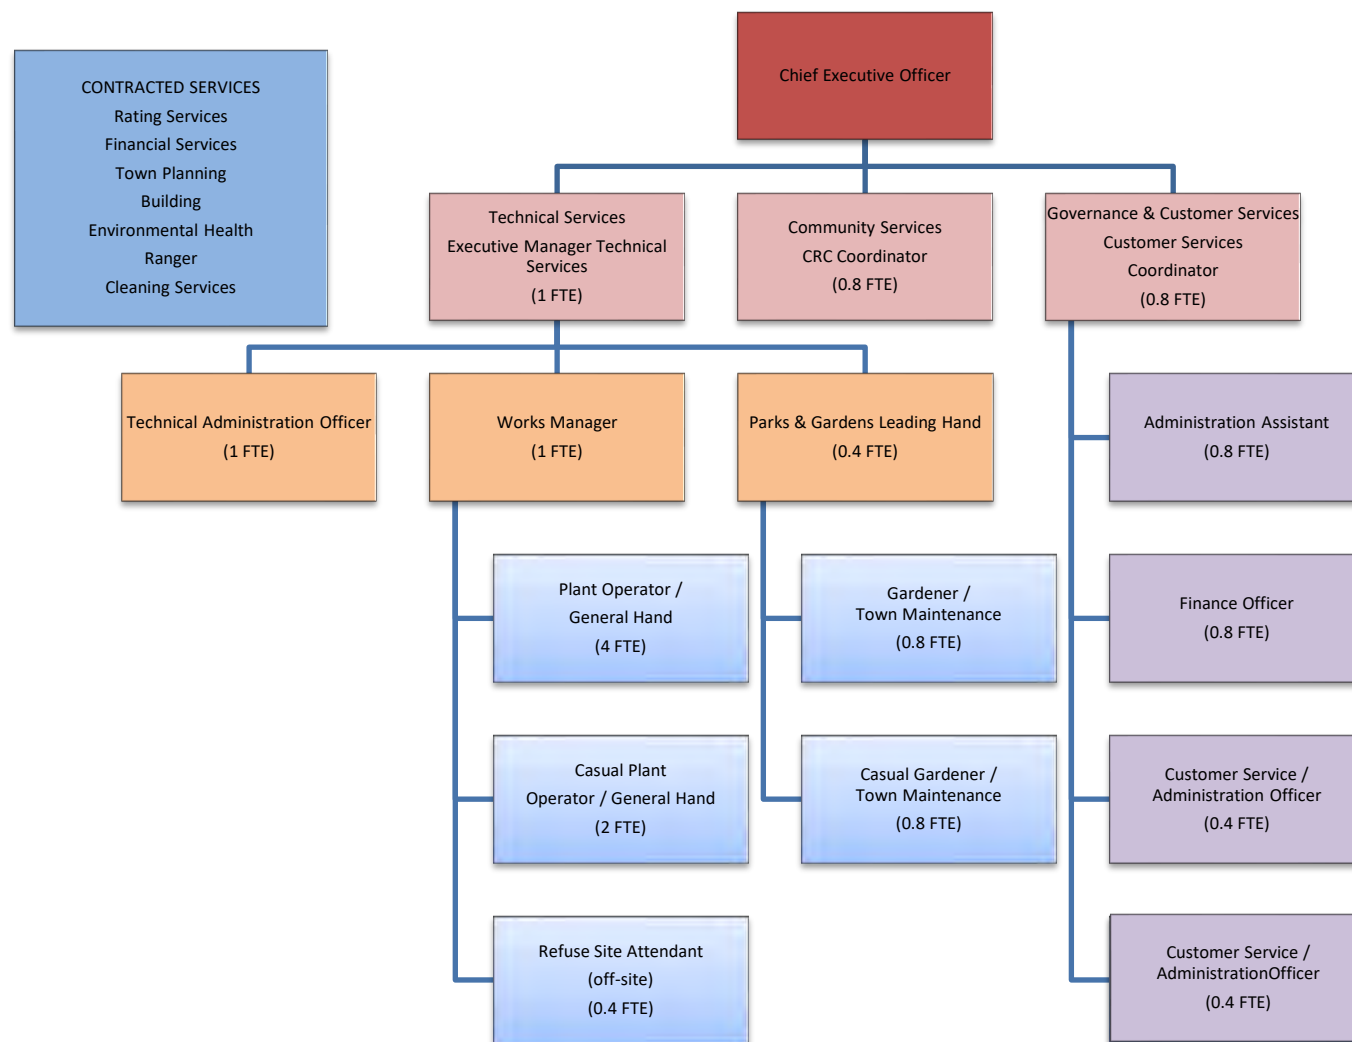 CONTRACTED SERVICES
Rating Services
Financial Services
Town Planning
Building
Environmental Health
Ranger
Cleaning Services
Chief Executive Officer
Technical Services
Executive Manager Technical
Services
(1 FTE)
Community Services
CRC Coordinator
(0.8 FTE)
Governance & Customer Services
Customer Services
Coordinator
(0.8 FTE)
Technical Administration Officer
(1 FTE)
Works Manager
(1 FTE)
Parks & Gardens Leading Hand
(0.4 FTE)
Administration Assistant
(0.8 FTE)
Plant Operator /
General Hand
(4 FTE)
Gardener /
Town Maintenance
(0.8 FTE)
Finance Officer
(0.8 FTE)
Casual Plant
Operator / General Hand
(2 FTE)
Casual Gardener /
Town Maintenance
(0.8 FTE)
Customer Service /
Administration Officer
(0.4 FTE)
Refuse Site Attendant
(off-site)
(0.4 FTE)
Customer Service /
AdministrationOfficer
(0.4 FTE)